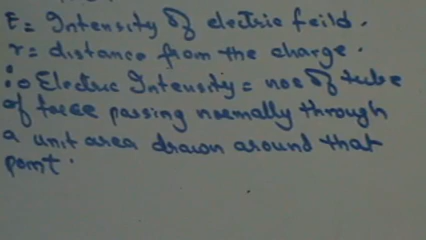 E = Intensity of electric feild.
r = distance from the charge.
∴ Electric Intensity = nos of tube
of force passing normally through
a unit area drawn around that
point.